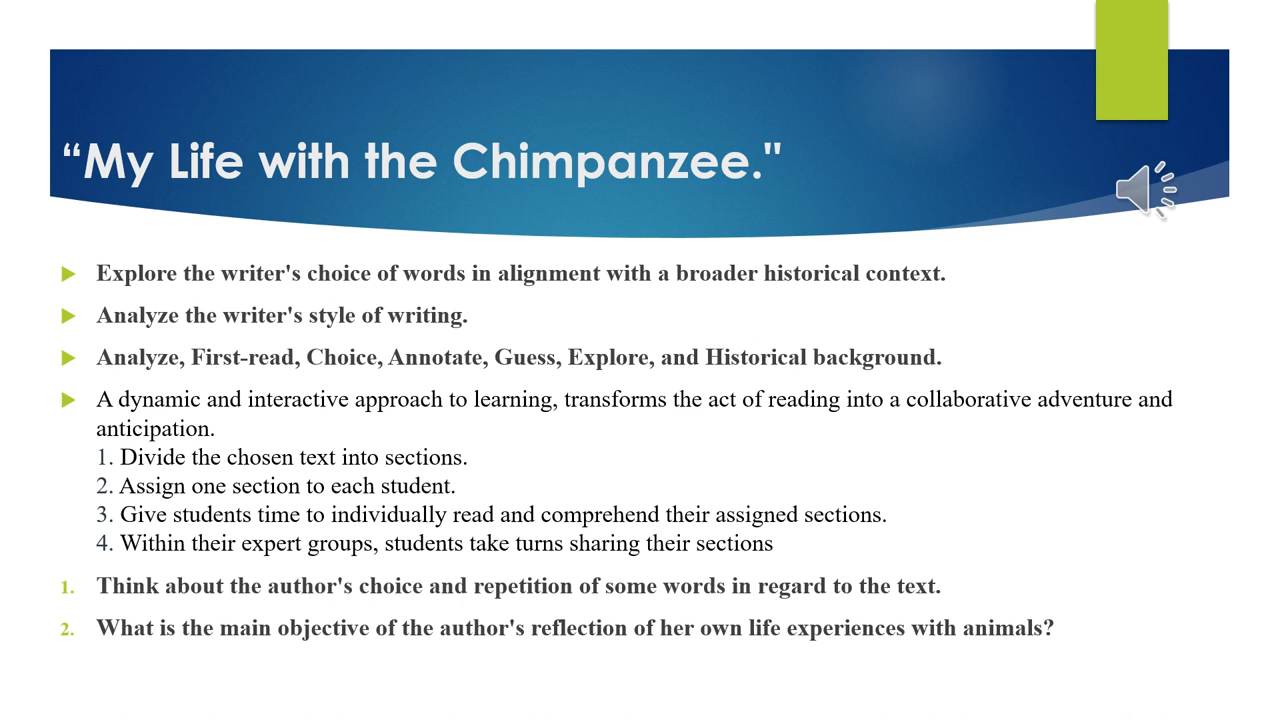 “My Life with the Chimpanzee."
Explore the writer's choice of words in alignment with a broader historical context.
Analyze the writer's style of writing.
Analyze, First-read, Choice, Annotate, Guess, Explore, and Historical background.
A dynamic and interactive approach to learning, transforms the act of reading into a collaborative adventure and
anticipation.
1. Divide the chosen text into sections.
2. Assign one section to each student.
3. Give students time to individually read and comprehend their assigned sections.
4. Within their expert groups, students take turns sharing their sections
1. Think about the author's choice and repetition of some words in regard to the text.
2. What is the main objective of the author's reflection of her own life experiences with animals?